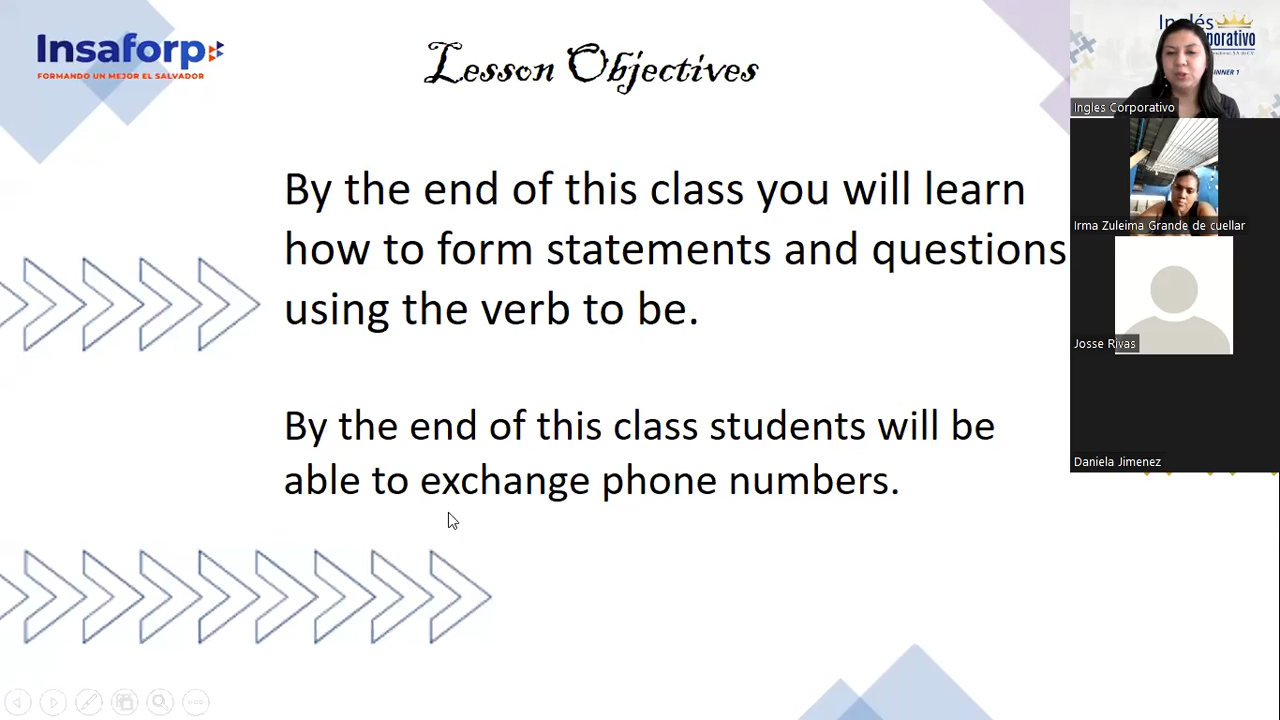 Insaforp
FORMANDO UN MEJOR EL SALVADOR
Lesson Objectives
By the end of this class you will learn
how to form statements and questions
using the verb to be.
By the end of this class students will be
able to exchange phone numbers.
Inglés
Ingles Corporativo
Irma Zuleima Grande de cuellar
Josse Rivas
Daniela Jimenez